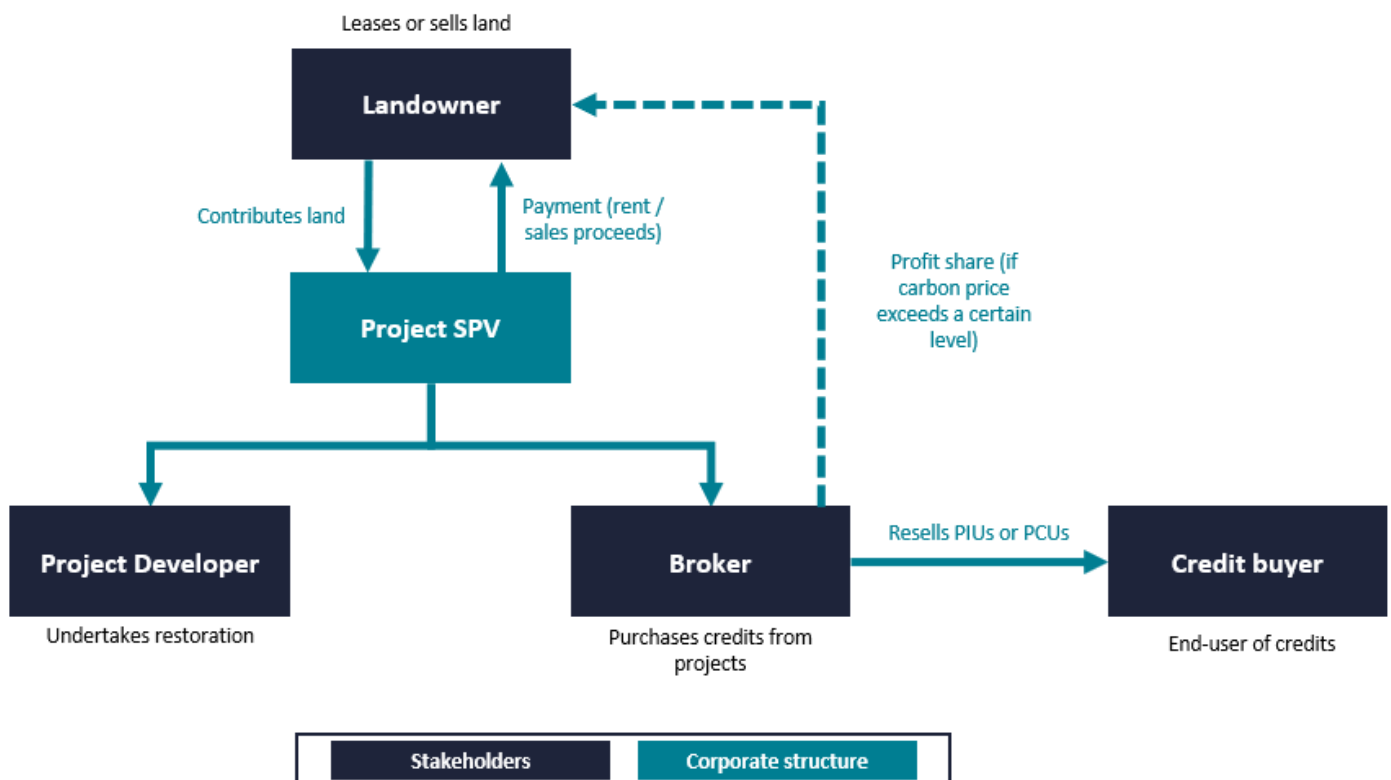 Leases or sells land
Landowner
Contributes land
Payment (rent /
sales proceeds)
Profit share (if
carbon price
exceeds a certain
level)
Project SPV
Project Developer
Undertakes restoration
Broker
Purchases credits from
projects
Resells PIUs or PCUs
Credit buyer
End-user of credits
Stakeholders
Corporate structure